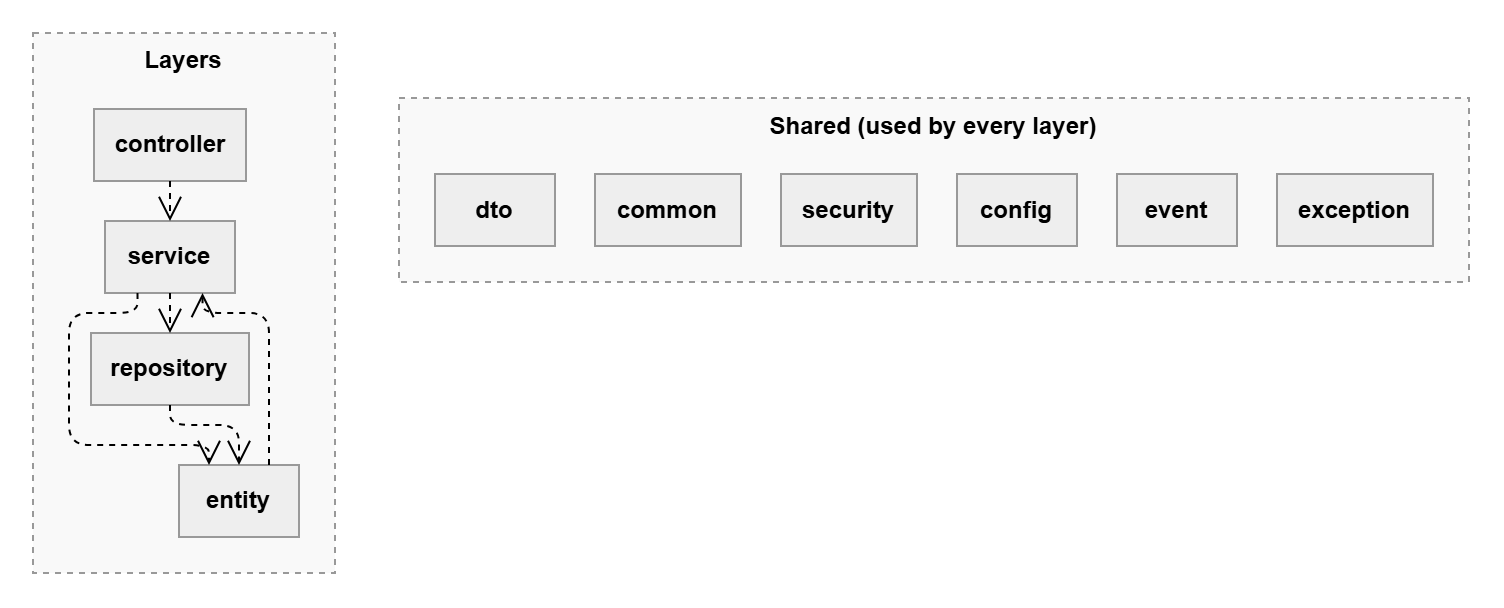 Layers
controller
service
repository
entity
Shared (used by every layer)
dto
common
security
config
event
exception